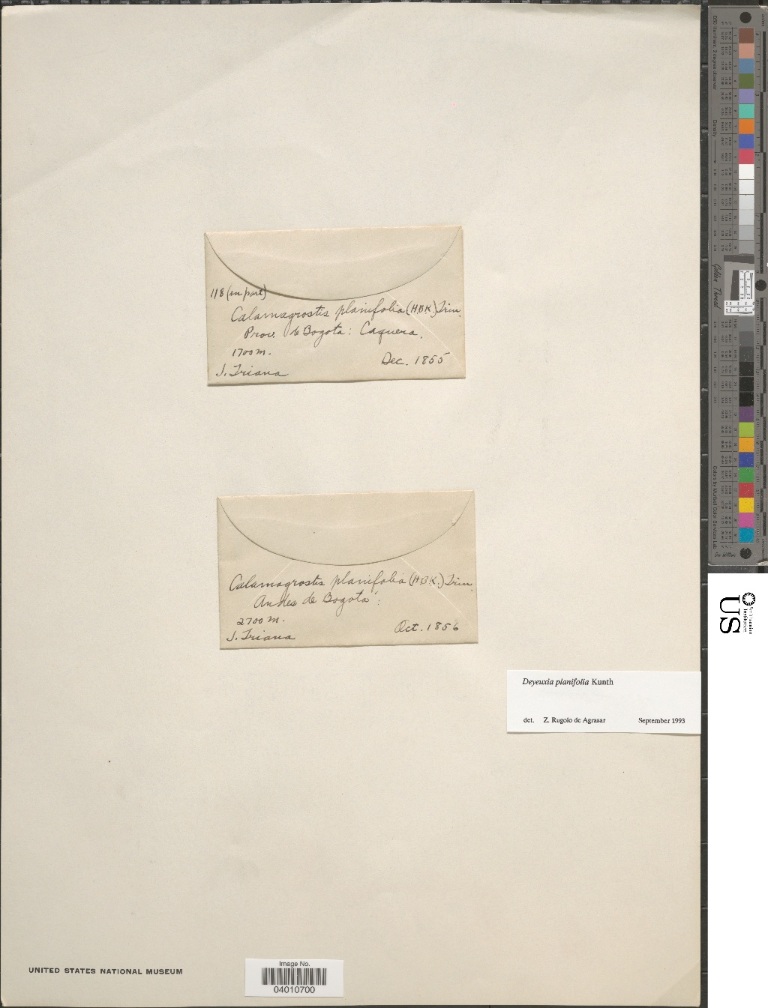 118 (in part)
Calamagrostis planifolia (HBK.) Trin.
Prov. de Bogota: Caquera.
1700 m.
Dec. 1855
J. Triana
Calamagrostis planifolia (HBK.) Trin.
Andes de Bogotá:
2700 m.
Oct. 1856
J. Triana
Deyeuxia planifolia Kunth
det. Z. Rugolo de Agrasar September 1993
UNITED STATES NATIONAL MUSEUM
Image No.
04010700
US